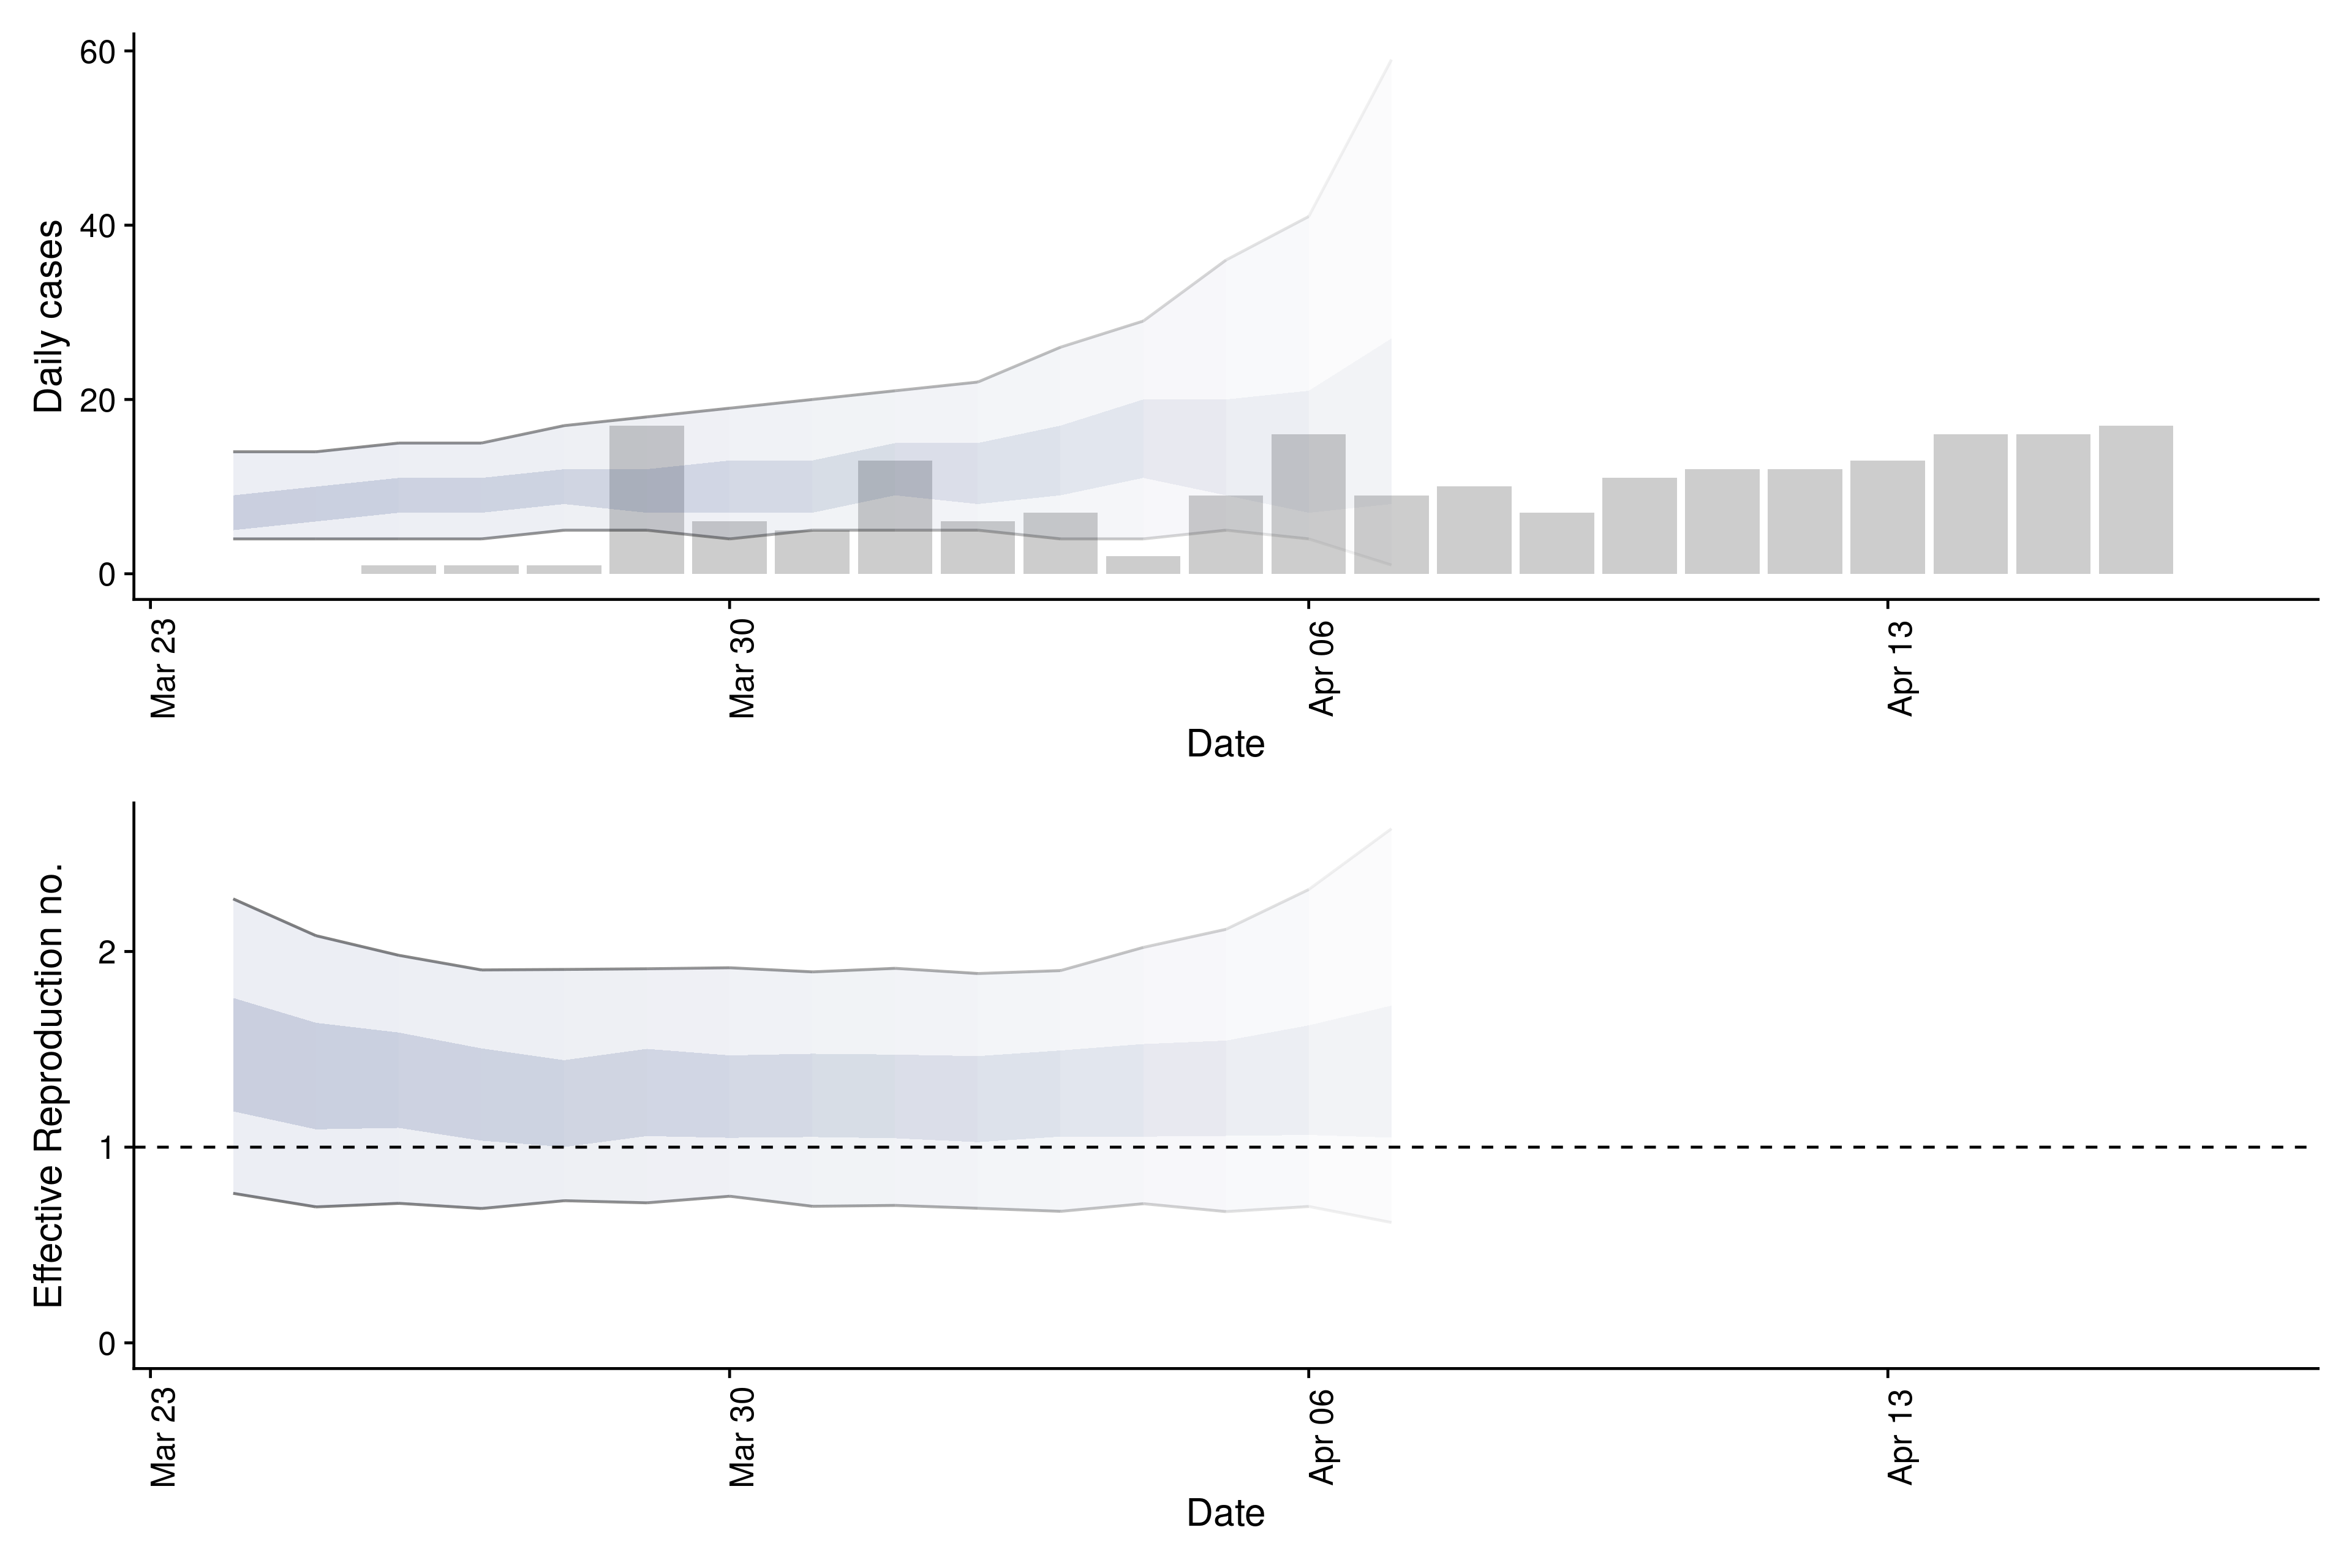 60
40
20
0
Daily cases
Mar 23
Mar 30
Apr 06
Apr 13
Date
2
1
0
Effective Reproduction no.
Mar 23
Mar 30
Apr 06
Apr 13
Date